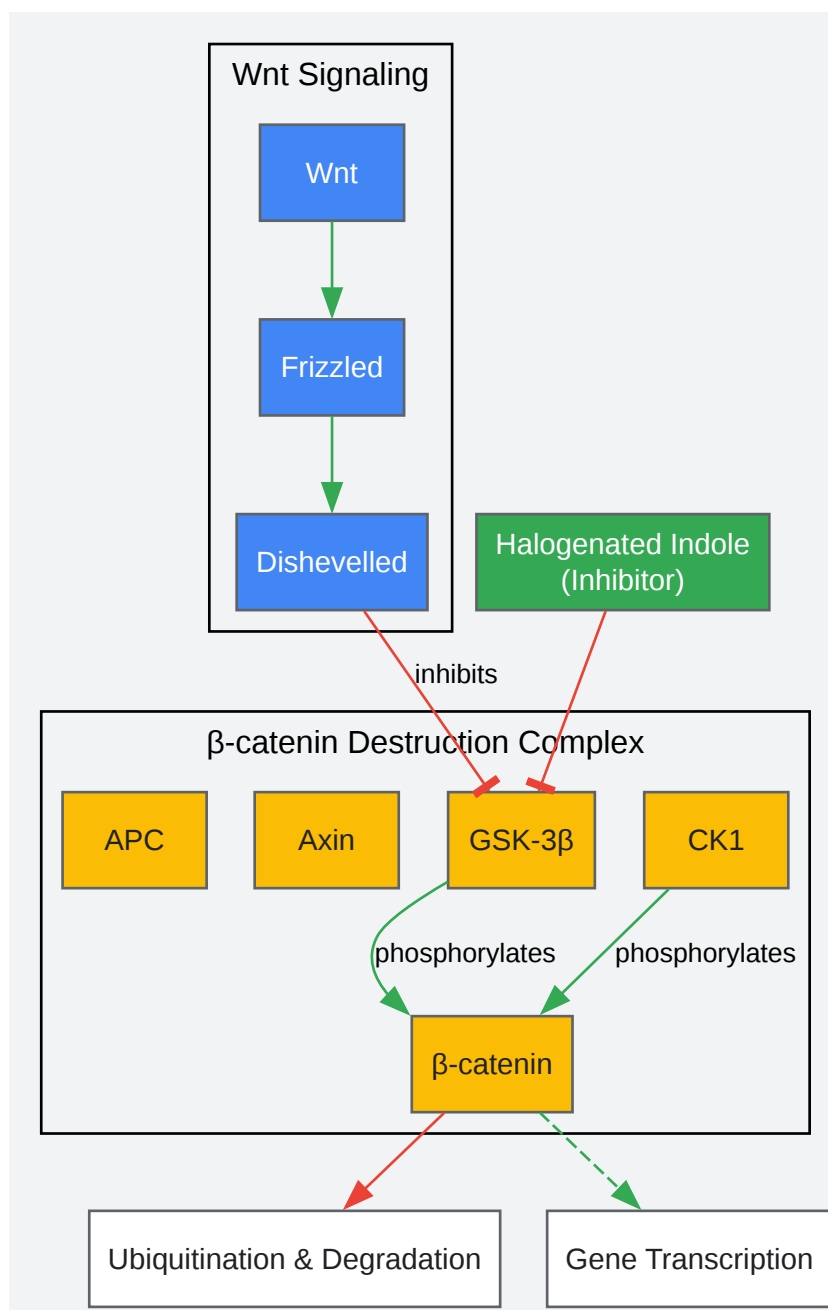 Wnt Signaling
Wnt
Frizzled
Dishevelled
Halogenated Indole
(Inhibitor)
inhibits
β-catenin Destruction Complex
APC
Axin
GSK-3β
CK1
phosphorylates
phosphorylates
β-catenin
Ubiquitination & Degradation
Gene Transcription